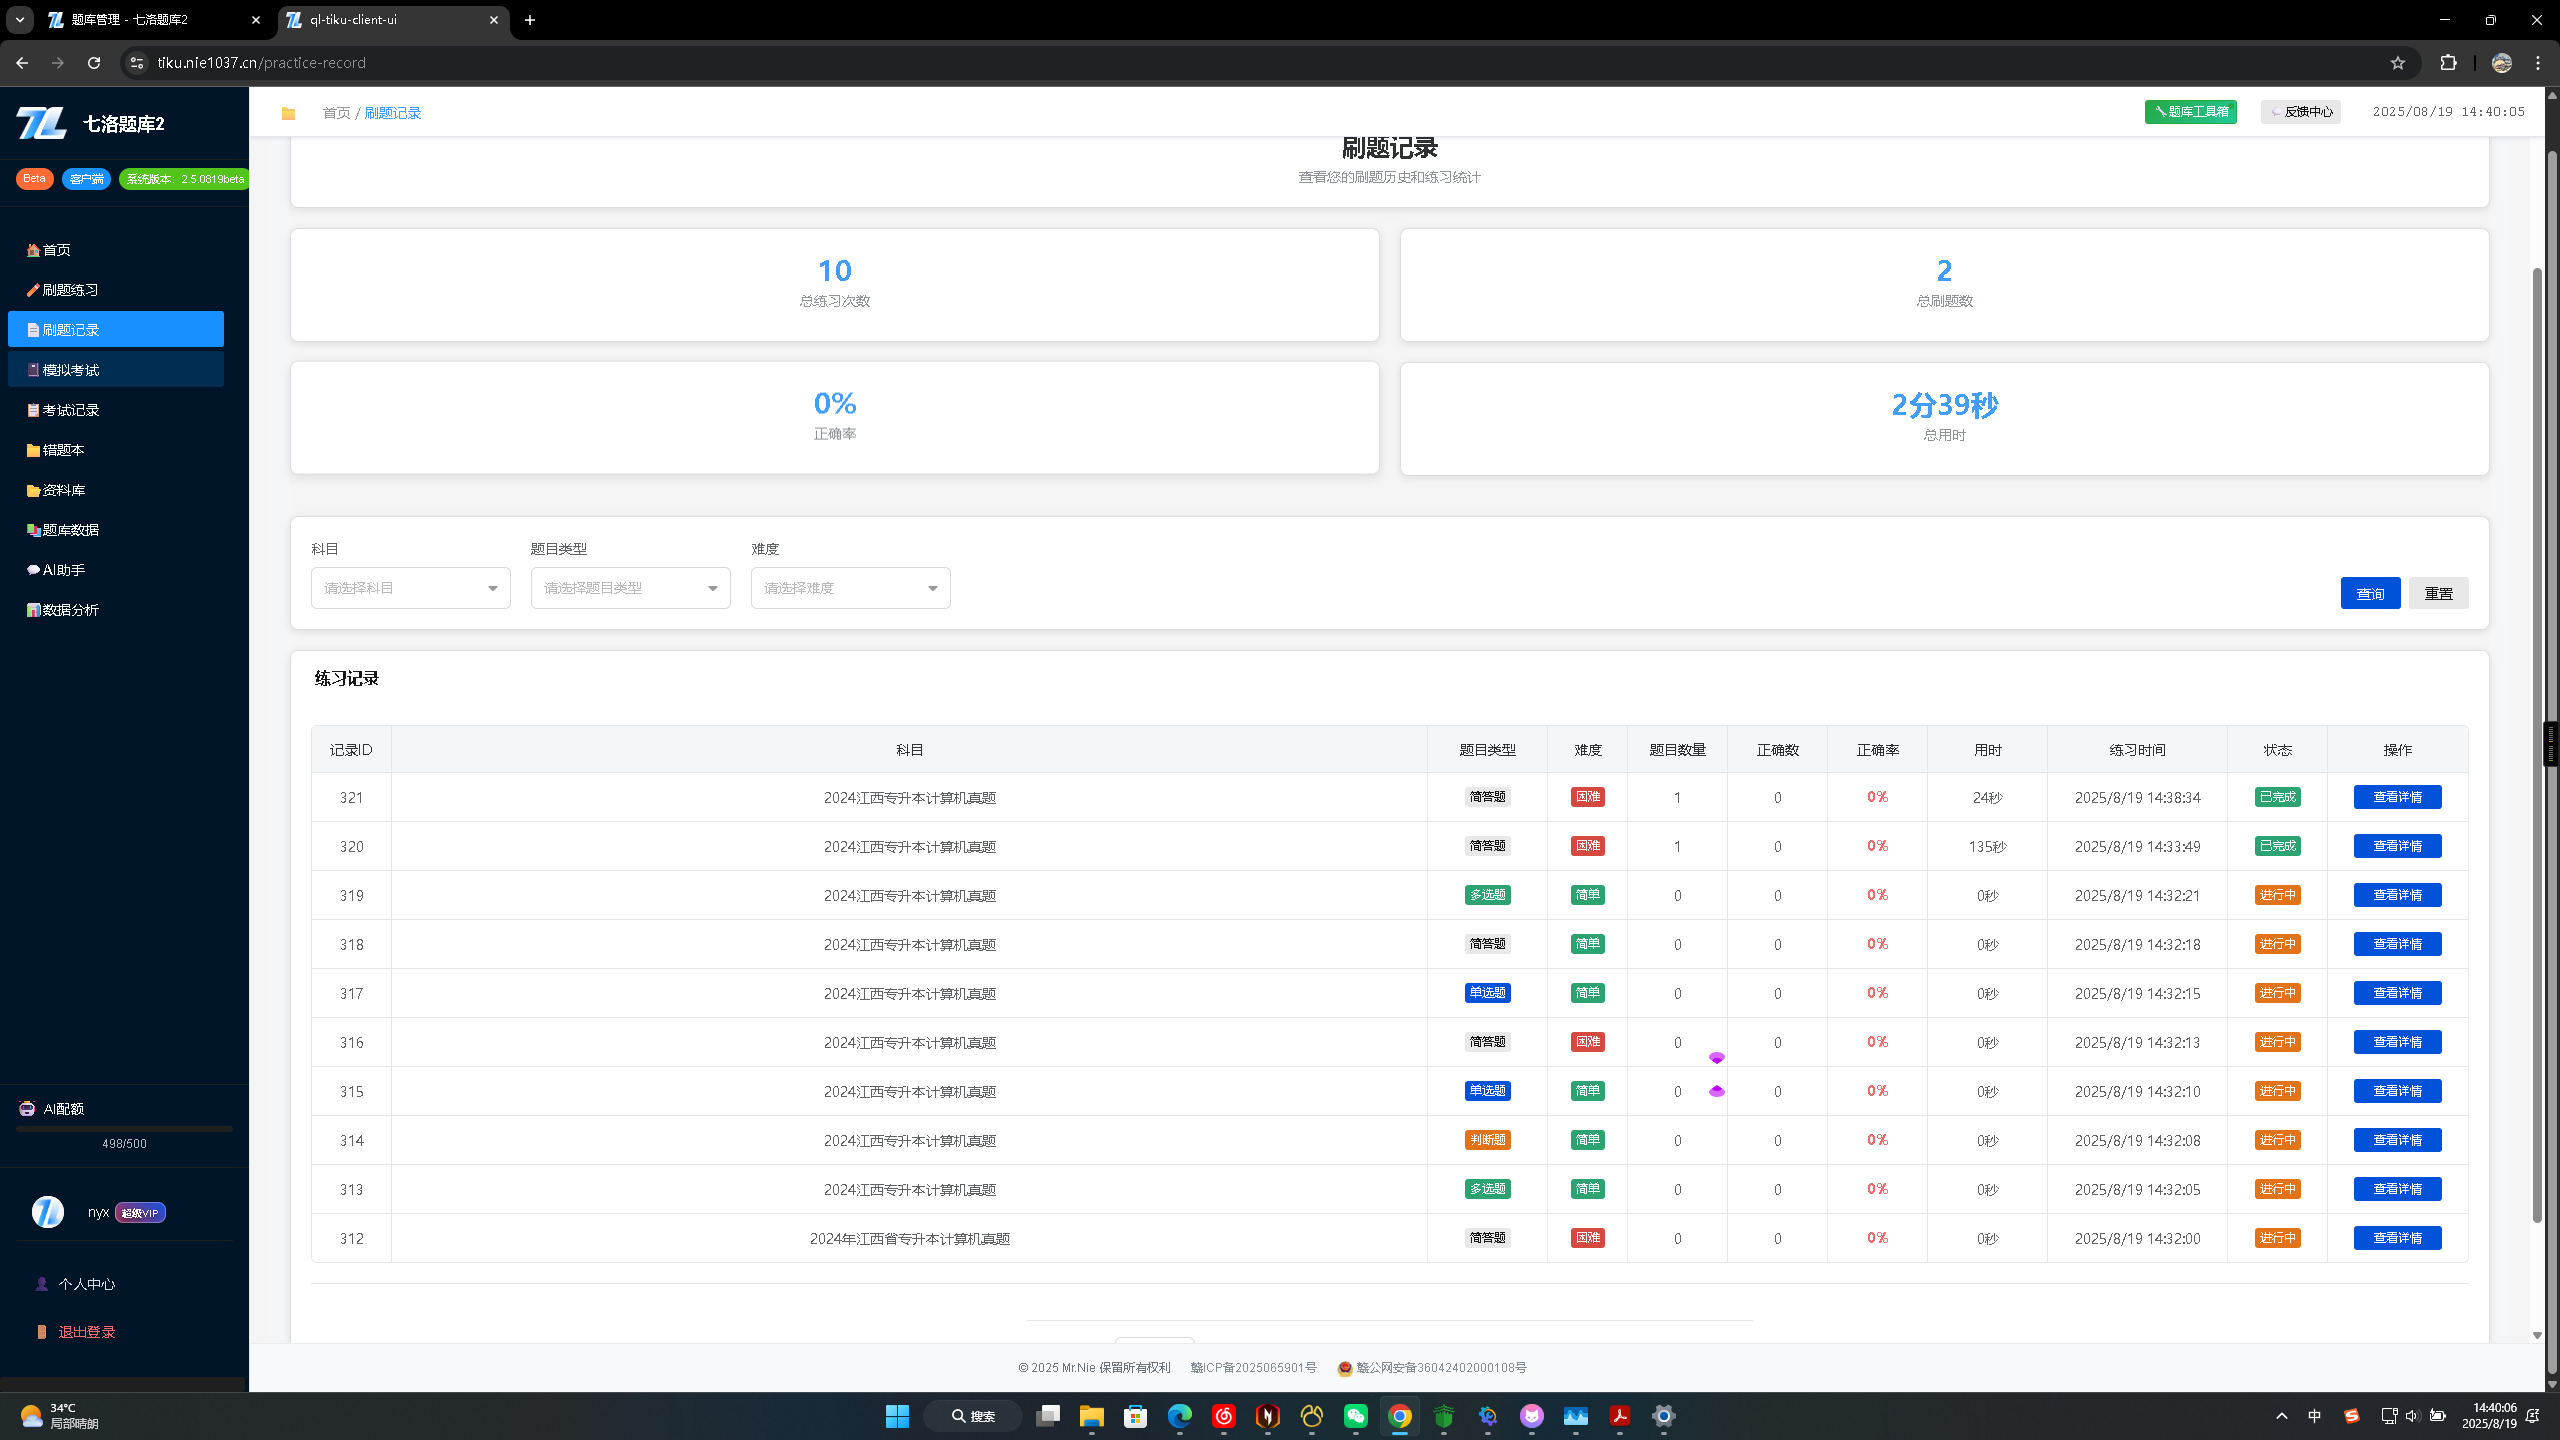 题库管理 - 七洛题库2
ql-tiku-client-ui
tiku.nie1037.cn/practice-record
七洛题库2
Beta 客户端 系统版本: 2.5.0819beta
首页
刷题练习
刷题记录
模拟考试
考试记录
错题本
资料库
题库数据
AI助手
数据分析
AI配额
498/500
nyx 超级VIP
个人中心
退出登录
首页 / 刷题记录
题库工具箱 反馈中心 2025/08/19 14:40:05
刷题记录
查看您的刷题历史和练习统计
10
总练习次数
2
总刷题数
0%
正确率
2分39秒
总用时
科目 题目类型 难度
请选择科目 请选择题目类型 请选择难度 查询 重置
练习记录
记录ID 科目 题目类型 难度 题目数量 正确数 正确率 用时 练习时间 状态 操作
321 2024江西专升本计算机真题 简答题 困难 1 0 0% 24秒 2025/8/19 14:38:34 已完成 查看详情
320 2024江西专升本计算机真题 简答题 困难 1 0 0% 135秒 2025/8/19 14:33:49 已完成 查看详情
319 2024江西专升本计算机真题 多选题 简单 0 0 0% 0秒 2025/8/19 14:32:21 进行中 查看详情
318 2024江西专升本计算机真题 简答题 简单 0 0 0% 0秒 2025/8/19 14:32:18 进行中 查看详情
317 2024江西专升本计算机真题 单选题 简单 0 0 0% 0秒 2025/8/19 14:32:15 进行中 查看详情
316 2024江西专升本计算机真题 简答题 困难 0 0 0% 0秒 2025/8/19 14:32:13 进行中 查看详情
315 2024江西专升本计算机真题 单选题 简单 0 0 0% 0秒 2025/8/19 14:32:10 进行中 查看详情
314 2024江西专升本计算机真题 判断题 简单 0 0 0% 0秒 2025/8/19 14:32:08 进行中 查看详情
313 2024江西专升本计算机真题 多选题 简单 0 0 0% 0秒 2025/8/19 14:32:05 进行中 查看详情
312 2024年江西省专升本计算机真题 简答题 困难 0 0 0% 0秒 2025/8/19 14:32:00 进行中 查看详情
© 2025 Mr.Nie 保留所有权利 赣ICP备2025065901号 赣公网安备36042402000108号
34°C
局部晴朗
搜索
中
14:40:06
2025/8/19